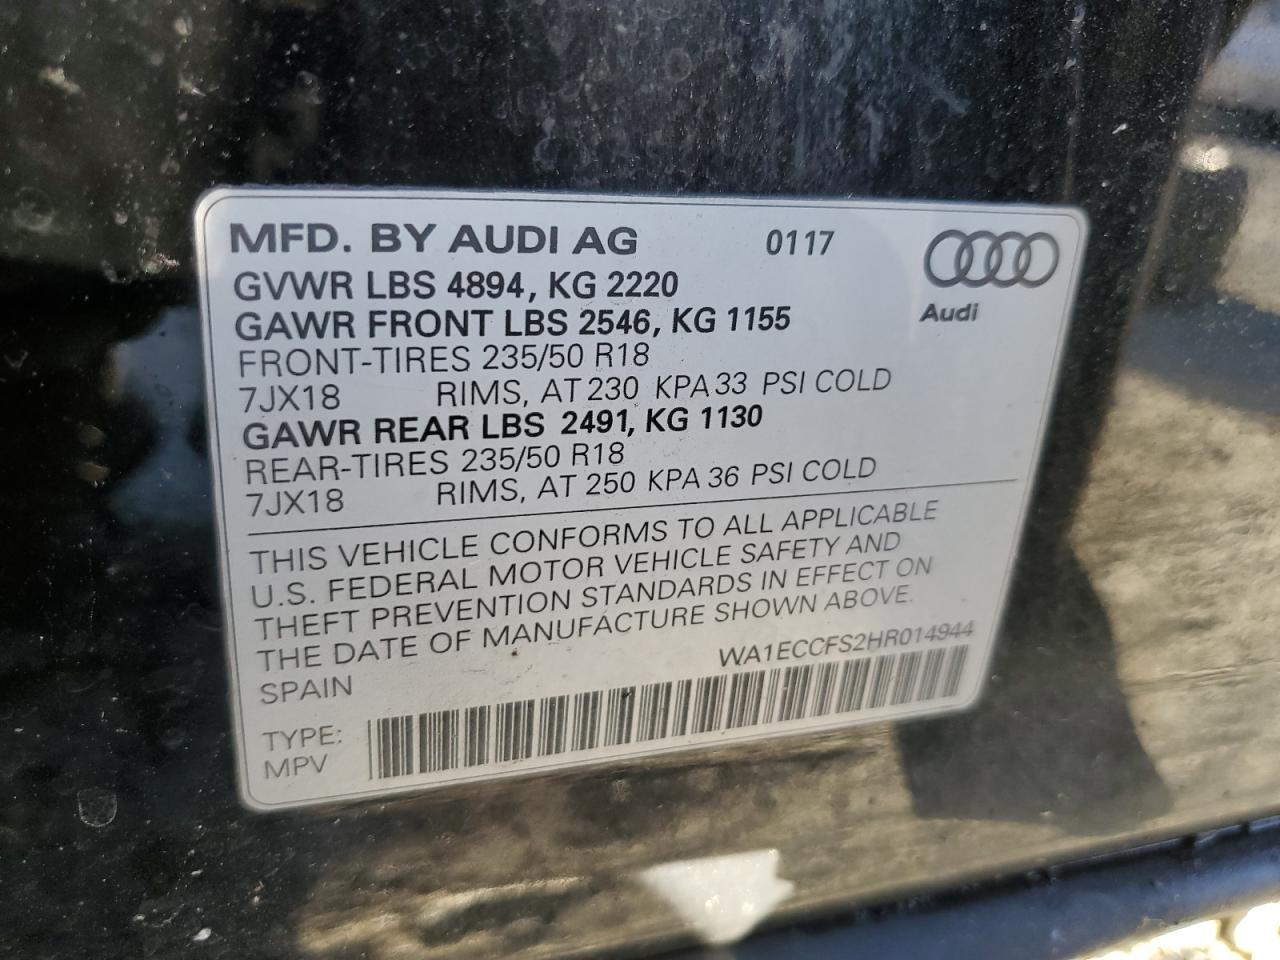 MFD. BY AUDI AG 0117
GVWR LBS 4894, KG 2220
GAWR FRONT LBS 2546, KG 1155
Audi
FRONT-TIRES 235/50 R18
7JX18 RIMS, AT 230 KPA 33 PSI COLD
GAWR REAR LBS 2491, KG 1130
REAR-TIRES 235/50 R18
7JX18 RIMS, AT 250 KPA 36 PSI COLD
THIS VEHICLE CONFORMS TO ALL APPLICABLE
U.S. FEDERAL MOTOR VEHICLE SAFETY AND
THEFT PREVENTION STANDARDS IN EFFECT ON
THE DATE OF MANUFACTURE SHOWN ABOVE.
SPAIN WA1ECCFS2HR014944
TYPE:
MPV